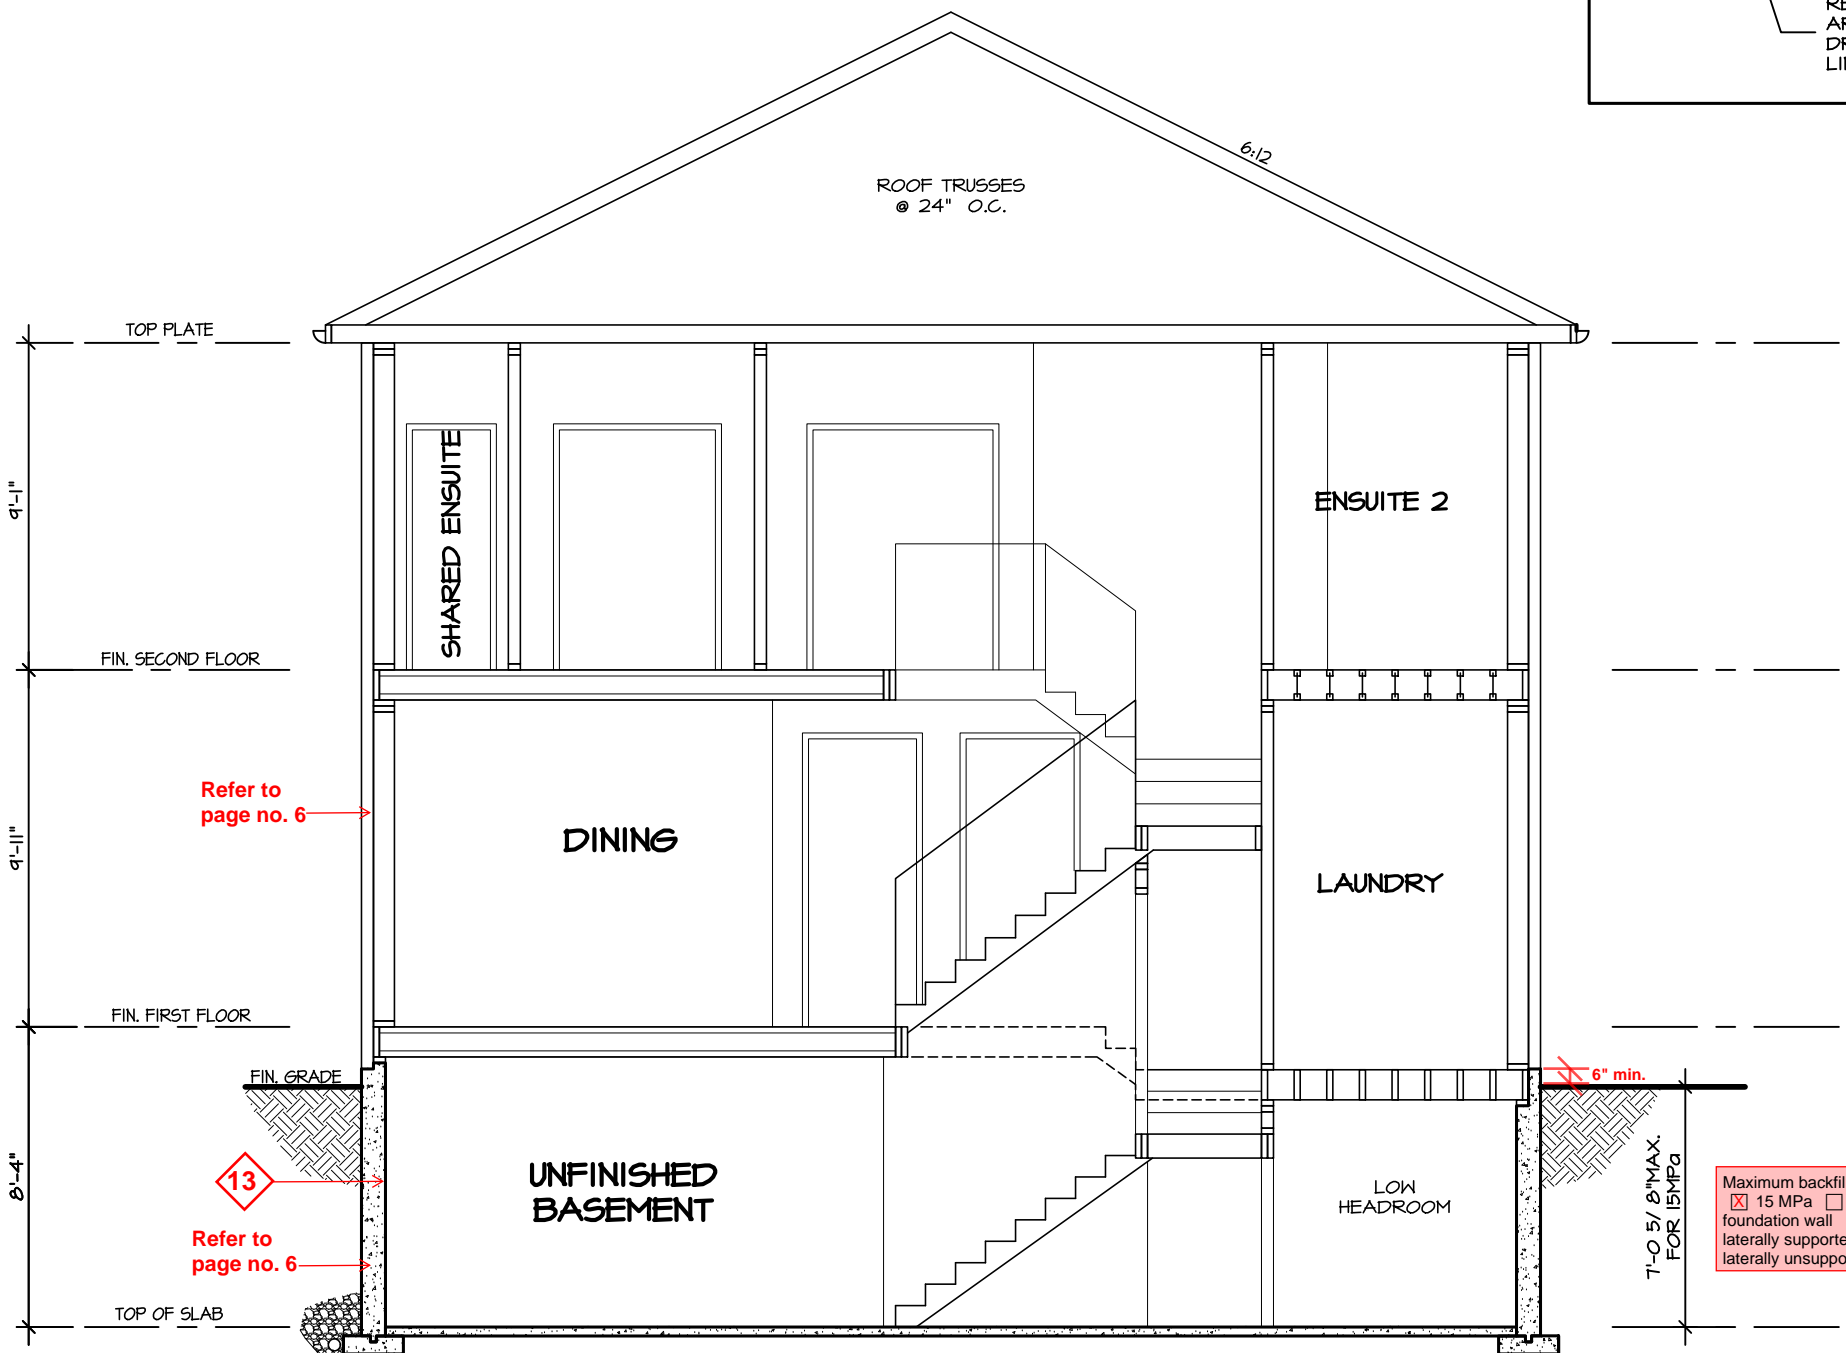 LI
6:12
ROOF TRUSSES
@ 24" O.C.
TOP PLATE
9'-1"
SHARED ENSUITE
ENSUITE 2
FIN. SECOND FLOOR
Refer to
page no. 6
9'-11"
DINING
LAUNDRY
FIN. FIRST FLOOR
FIN. GRADE
6" min.
8'-4"
13
UNFINISHED
BASEMENT
LOW
HEADROOM
7'-0 5/8"MAX.
FOR 15MPa
Maximum backfil
X 15 MPa
foundation wall
laterally supporte
laterally unsuppo
Refer to
page no. 6
TOP OF SLAB